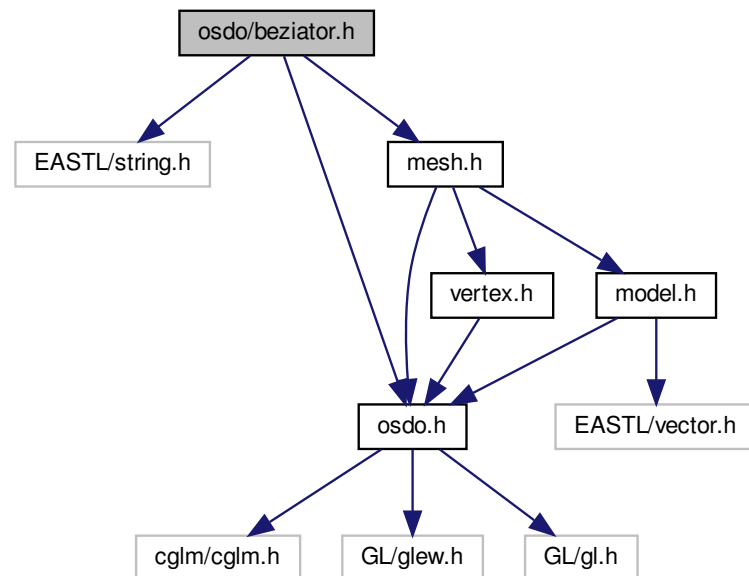 osdo/beziator.h
EASTL/string.h
mesh.h
vertex.h
model.h
osdo.h
EASTL/vector.h
cglm/cglm.h
GL/glew.h
GL/gl.h